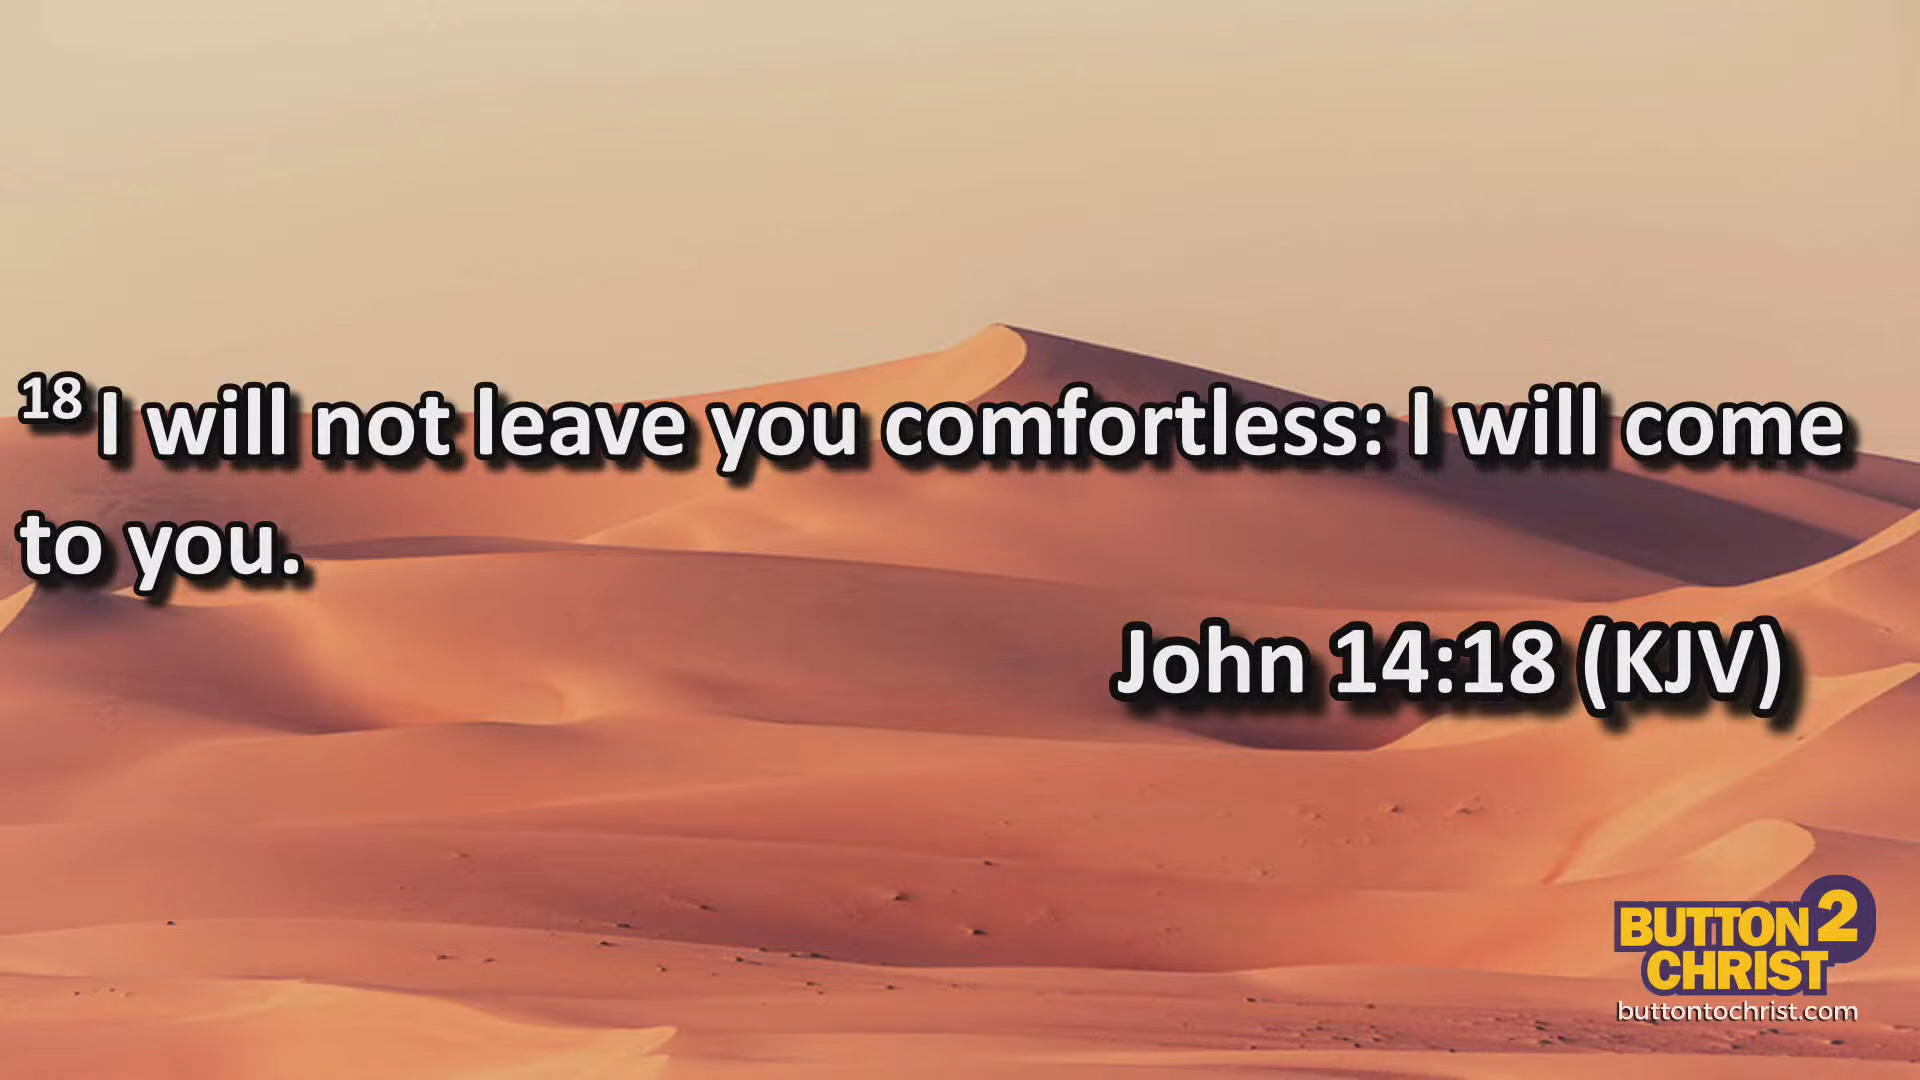 18 I will not leave you comfortless: I will come
to you.
John 14:18 (KJV)
BUTTON 2
CHRIST
buttontochrist.com